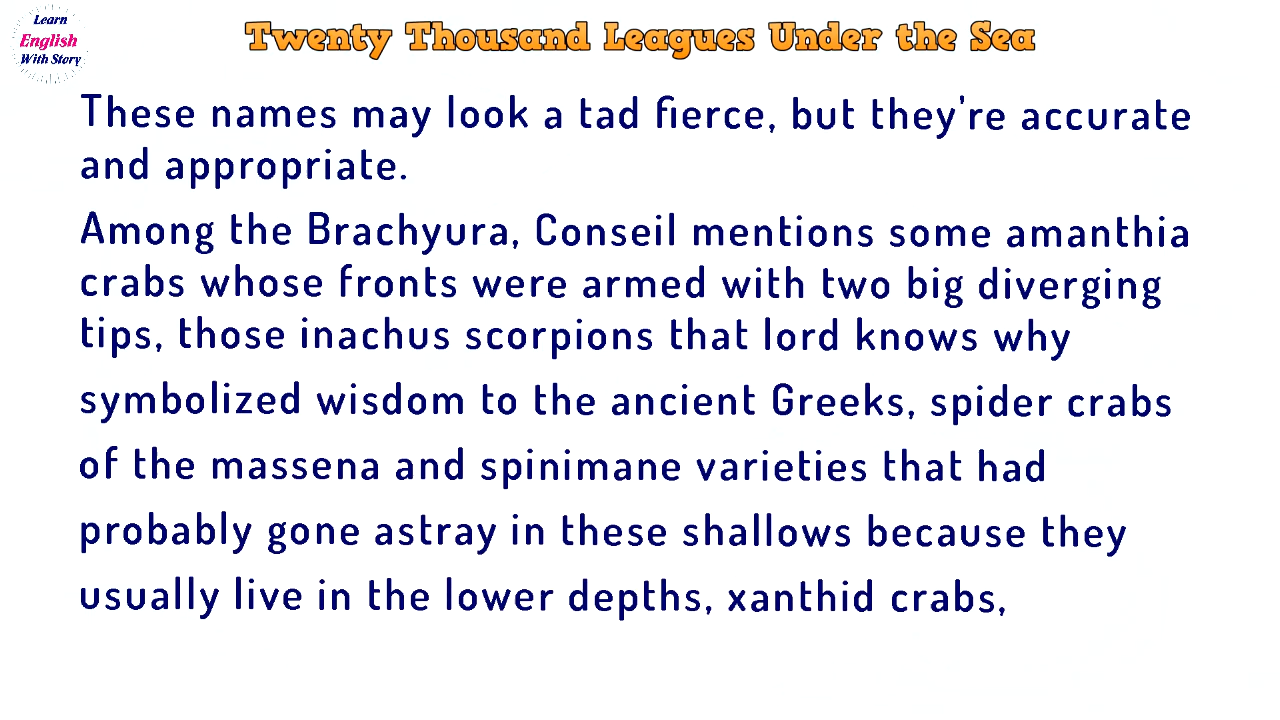 Learn
English
With Story
Twenty Thousand Leagues Under the Sea
These names may look a tad fierce, but they're accurate
and appropriate.
Among the Brachyura, Conseil mentions some amanthia
crabs whose fronts were armed with two big diverging
tips, those inachus scorpions that lord knows why
symbolized wisdom to the ancient Greeks, spider crabs
of the massena and spinimane varieties that had
probably gone astray in these shallows because they
usually live in the lower depths, xanthid crabs,